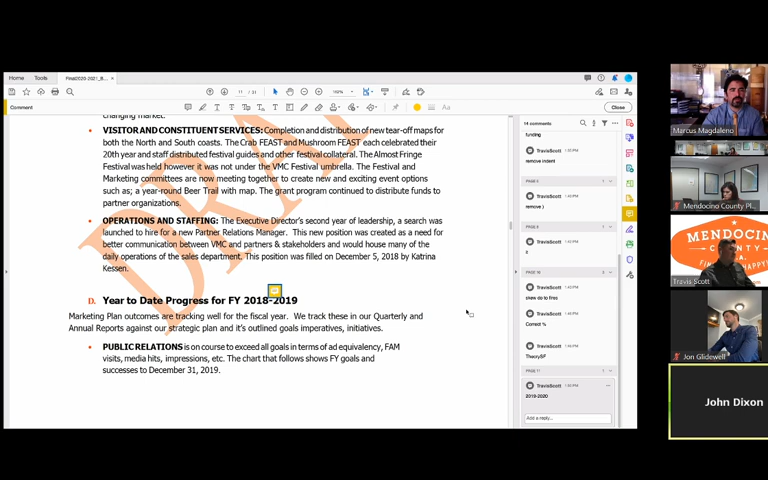 Home Tools Final2020-2021_B... ×
11 / 31
Comment
Close
changing market.
• VISITOR AND CONSTITUENT SERVICES: Completion and distribution of new tear-off maps for
both the North and South coasts. The Crab FEAST and Mushroom FEAST each celebrated their
20th year and staff distributed festival guides and other festival collateral. The Almost Fringe
Festival was held however it was not under the VMC Festival umbrella. The Festival and
Marketing committees are now meeting together to create new and exciting event options
such as; a year-round Beer Trail with map. The grant program continued to distribute funds to
partner organizations.
• OPERATIONS AND STAFFING: The Executive Director's second year of leadership, a search was
launched to hire for a new Partner Relations Manager. This new position was created as a need for
better communication between VMC and partners & stakeholders and would house many of the
daily operations of the sales department. This position was filled on December 5, 2018 by Katrina
Kessen.
D. Year to Date Progress for FY 2018-2019
Marketing Plan outcomes are tracking well for the fiscal year. We track these in our Quarterly and
Annual Reports against our strategic plan and it's outlined goals imperatives, initiatives.
• PUBLIC RELATIONS is on course to exceed all goals in terms of ad equivalency, FAM
visits, media hits, impressions, etc. The chart that follows shows FY goals and
successes to December 31, 2019.
DRA
14 comments
funding
TravisScott
remove indent
TravisScott
remove )
TravisScott
TravisScott
skew do to fires
TravisScott
Correct %
TravisScott
TheorySF
PAGE 11
TravisScott
2019-2020
Add a reply...
Marcus Magdaleno
Mendocino County Pl...
MENDOCINO
COUNTY
Travis Scott
Jon Glidewell
John Dixon